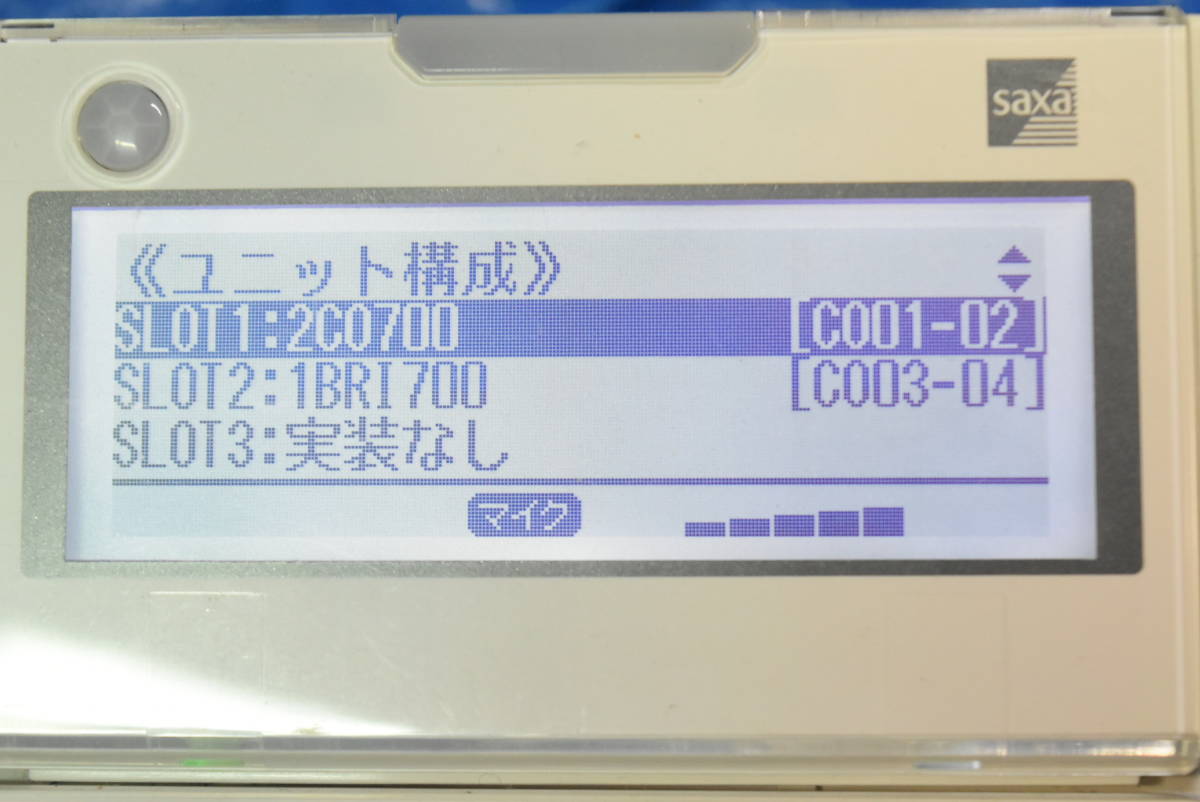 saxa
《ユニット構成》
SLOT1:2CO700 [CO01-02]
SLOT2:1BRI700 [CO03-04]
SLOT3:実装なし
マイク